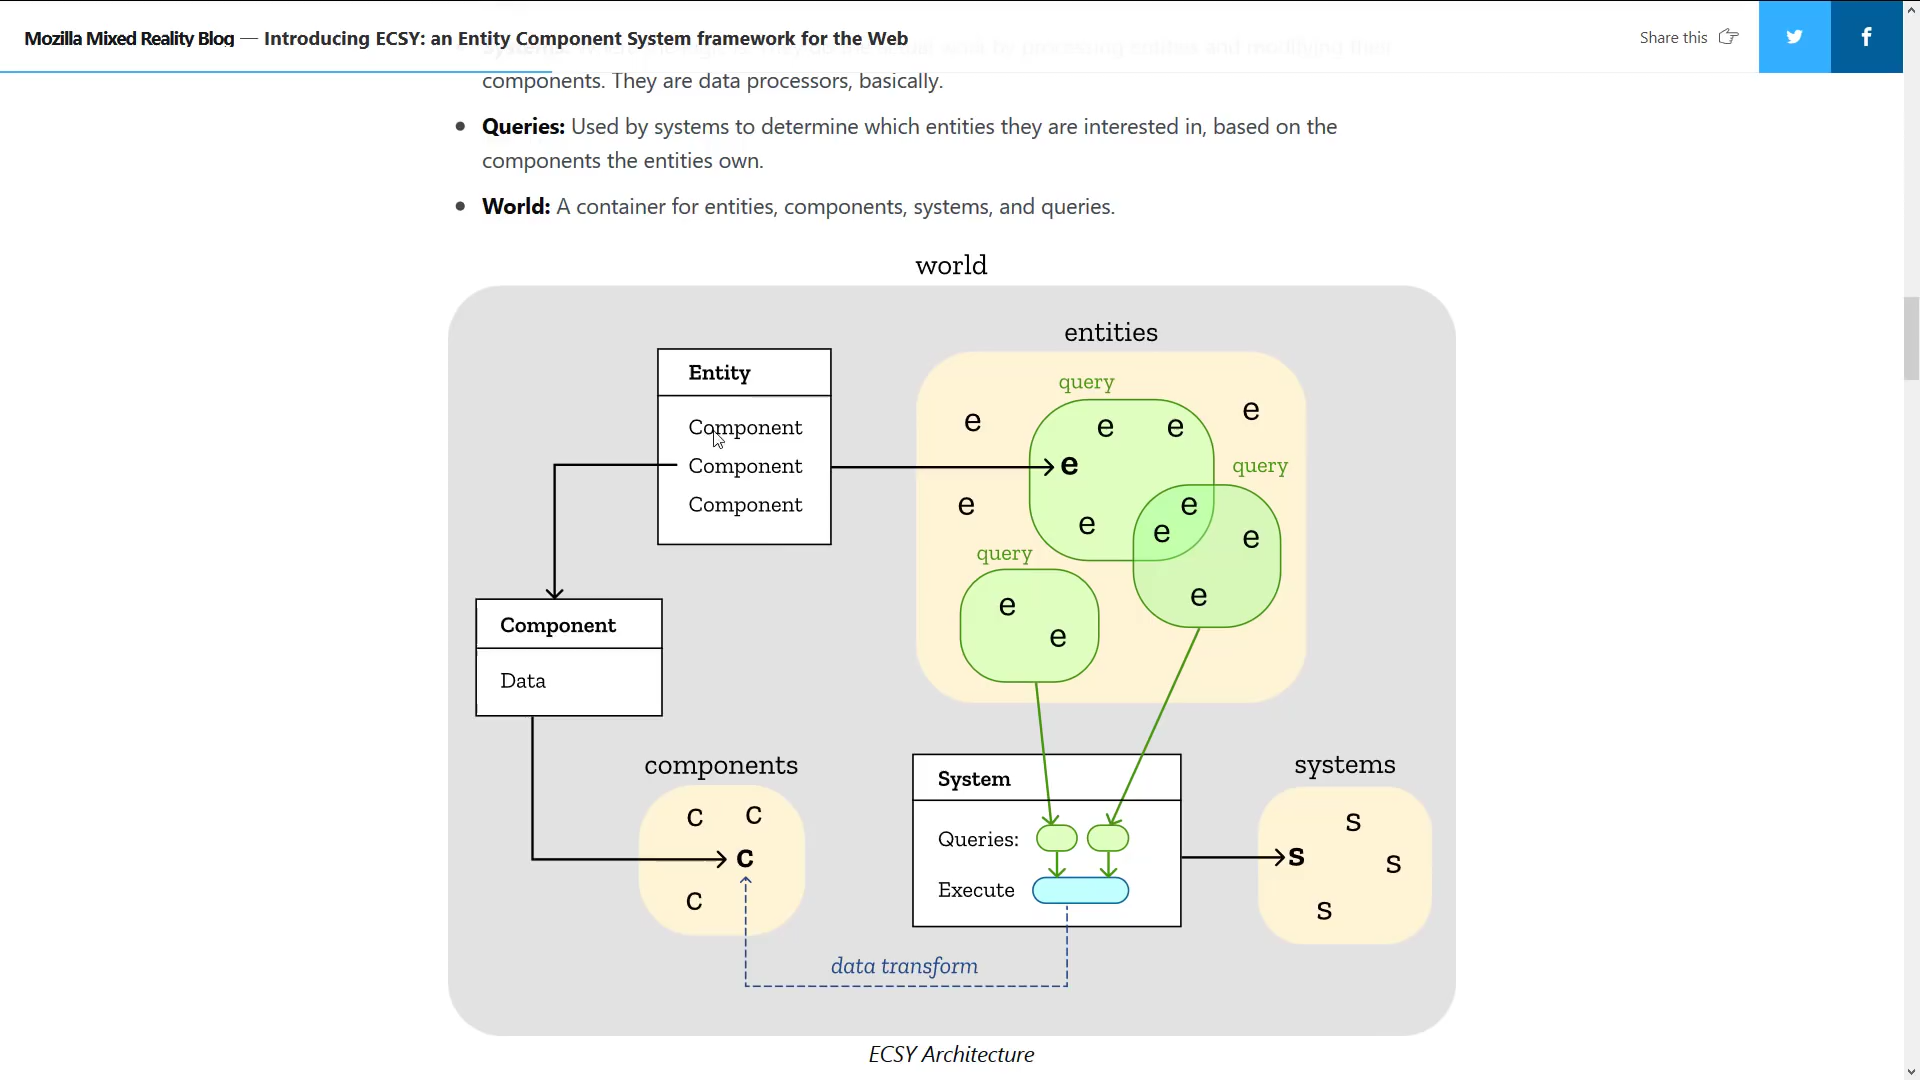 Mozilla Mixed Reality Blog — Introducing ECSY: an Entity Component System framework for the Web
Share this
components. They are data processors, basically.
Queries: Used by systems to determine which entities they are interested in, based on the
components the entities own.
World: A container for entities, components, systems, and queries.
world
entities
Entity
Component
Component
Component
query
e
e
e
e
e
query
e
e
e
e
e
e
query
e
e
e
Component
Data
components
c
c
c
c
System
Queries:
Execute
systems
s
s
s
s
data transform
ECSY Architecture